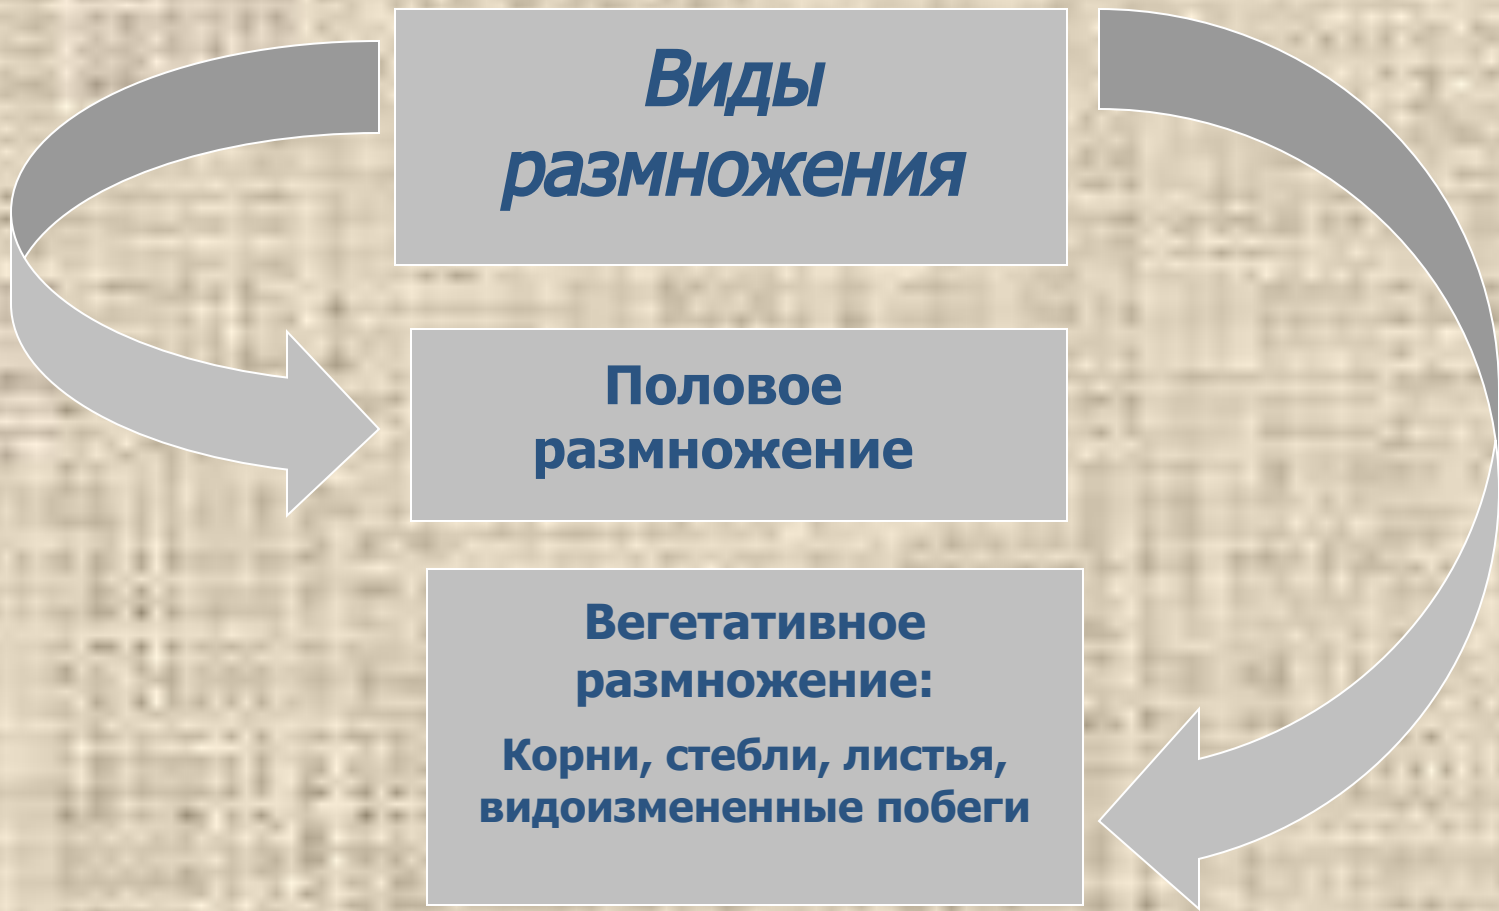 Виды
размножения
Половое
размножение
Вегетативное
размножение:
Корни, стебли, листья,
видоизмененные побеги